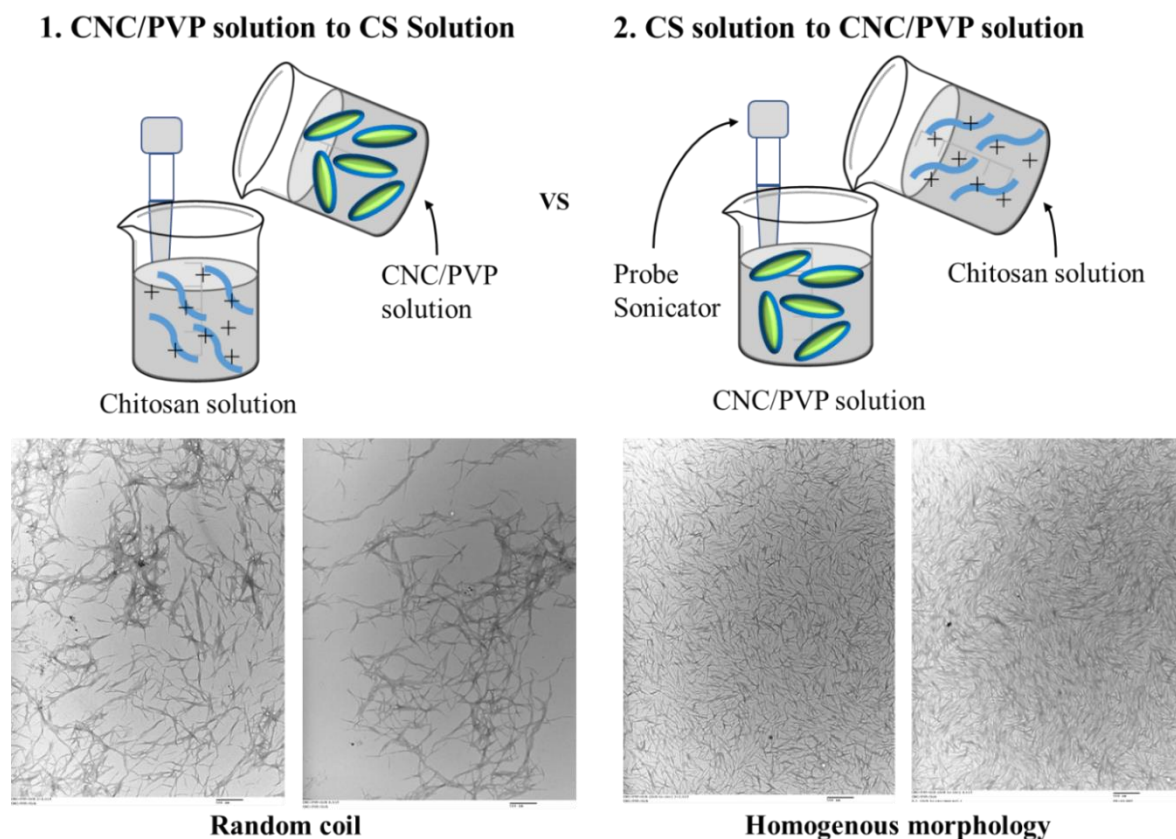 1. CNC/PVP solution to CS Solution
2. CS solution to CNC/PVP solution
CNC/PVP
solution
Chitosan solution
vs
Probe
Sonicator
Chitosan solution
CNC/PVP solution
Random coil
Homogenous morphology